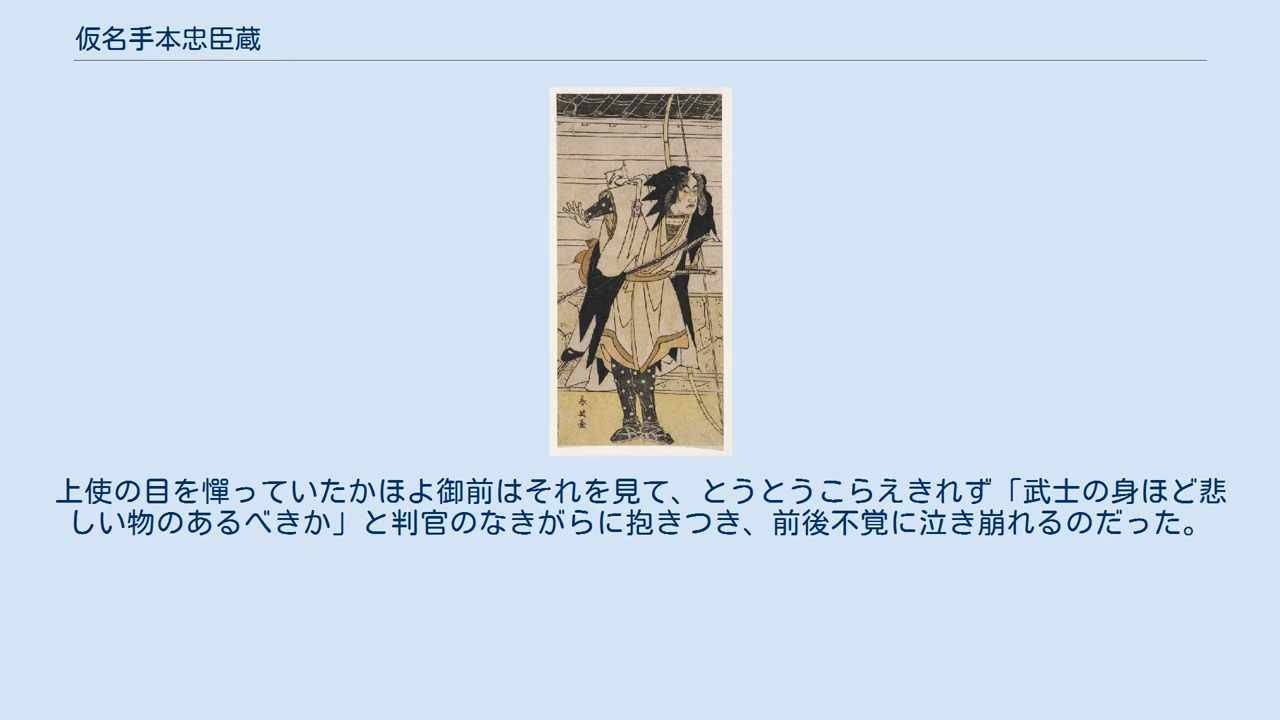 仮名手本忠臣蔵
春
英
画
上使の目を憚っていたかほよ御前はそれを見て、とうとうこらえきれず「武士の身ほど悲
しい物のあるべきか」と判官のなきがらに抱きつき、前後不覚に泣き崩れるのだった。